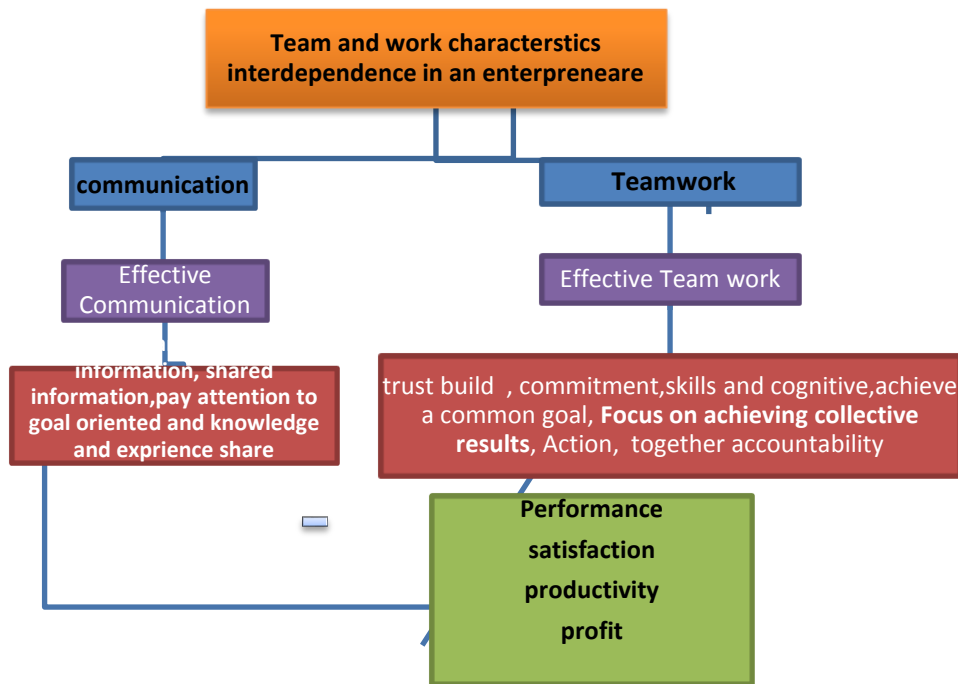 Team and work characterstics
interdependence in an enterpreneare
communication
Teamwork
Effective
Communication
Effective Team work
information, shared
information,pay attention to
goal oriented and knowledge
and exprience share
trust build , commitment,skills and cognitive,achieve
a common goal, Focus on achieving collective
results, Action, together accountability
Performance
satisfaction
productivity
profit